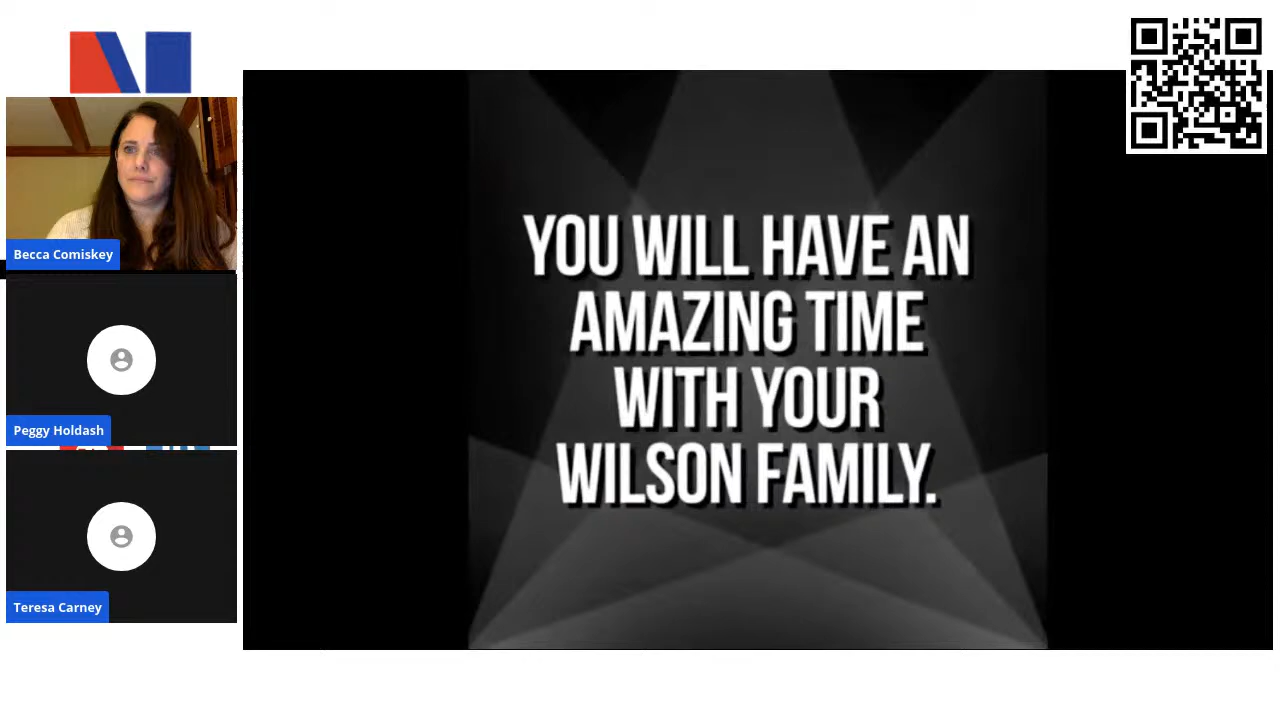 Becca Comiskey
Peggy Holdash
Teresa Carney
YOU WILL HAVE AN
AMAZING TIME
WITH YOUR
WILSON FAMILY.